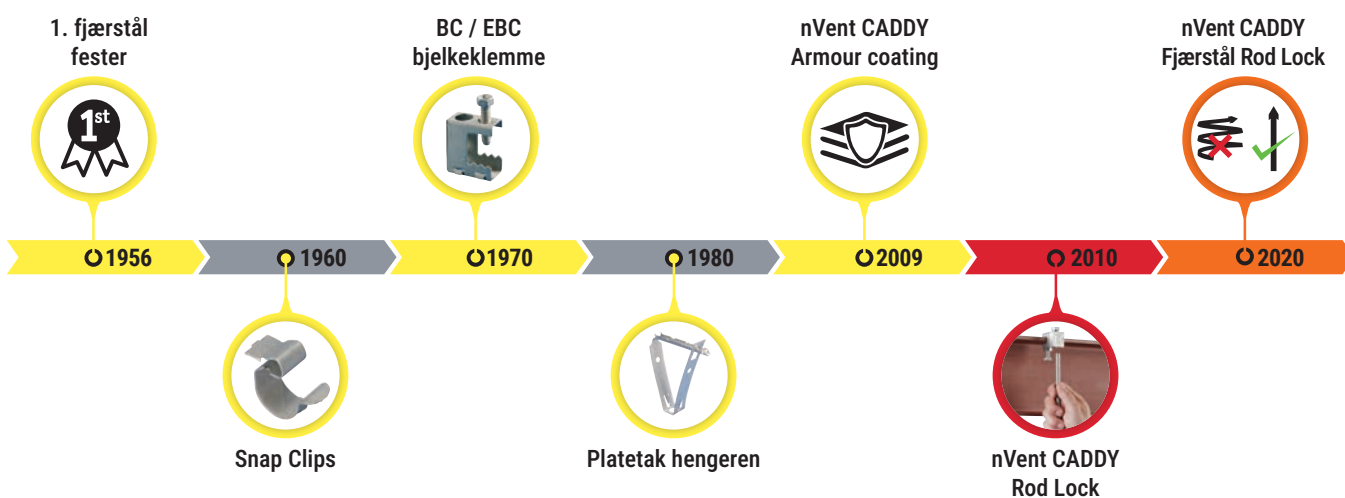 1. fjærstål
fester
BC / EBC
bjelkeklemme
nVent CADDY
Armour coating
nVent CADDY
Fjærstål Rod Lock
1st
1956
1960
1970
1980
2009
2010
2020
Snap Clips
Platetak hengeren
nVent CADDY
Rod Lock